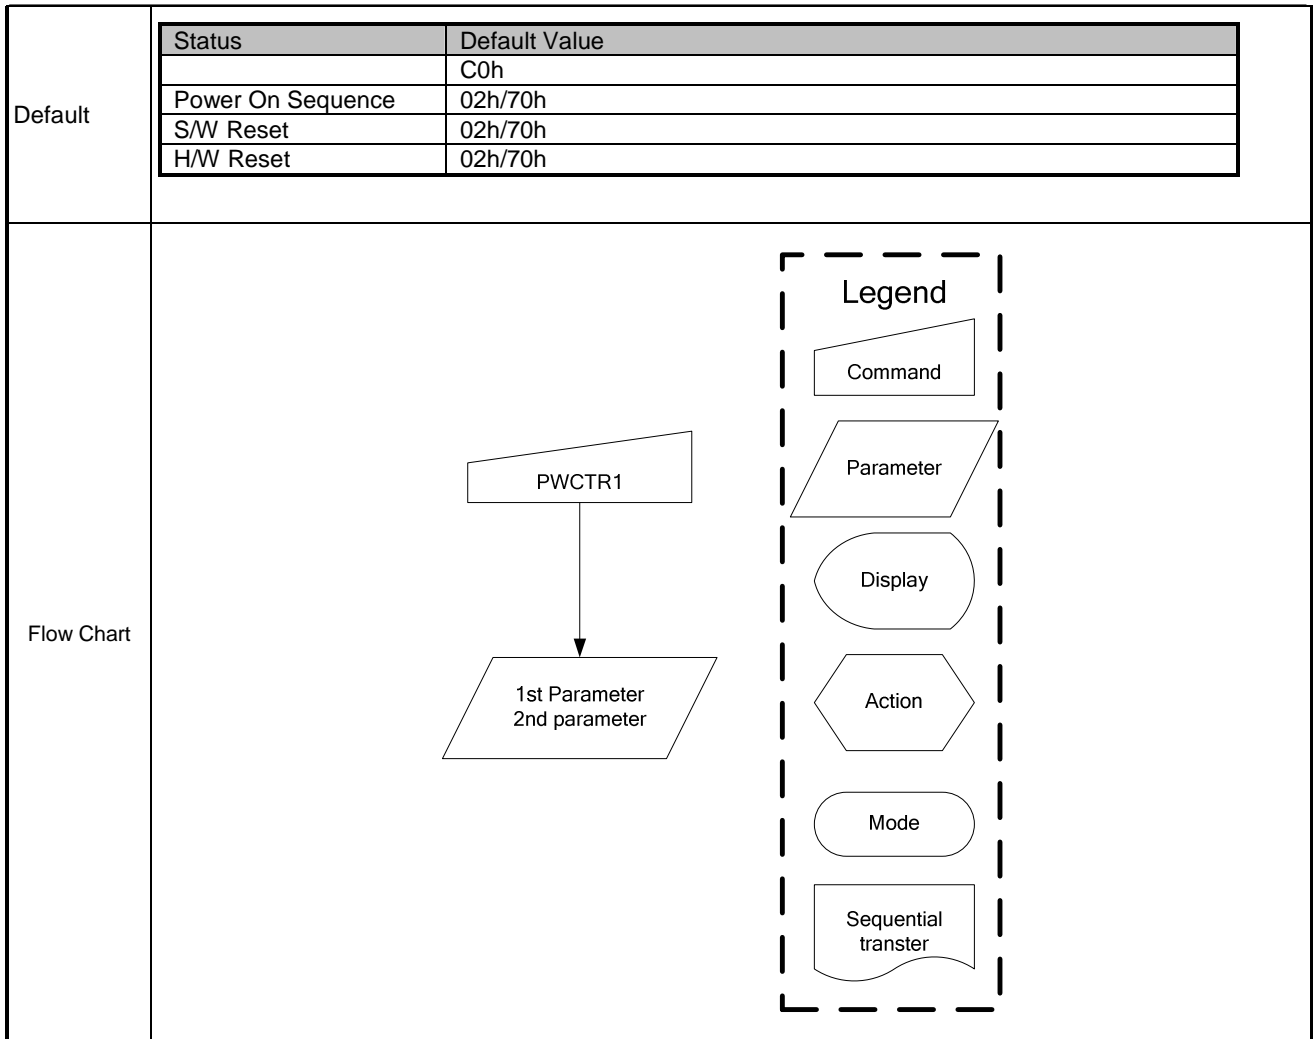 Default
Status Default Value
C0h
Power On Sequence 02h/70h
S/W Reset 02h/70h
H/W Reset 02h/70h
Flow Chart
PWCTR1
1st Parameter
2nd parameter
Legend
Command
Parameter
Display
Action
Mode
Sequential
transter